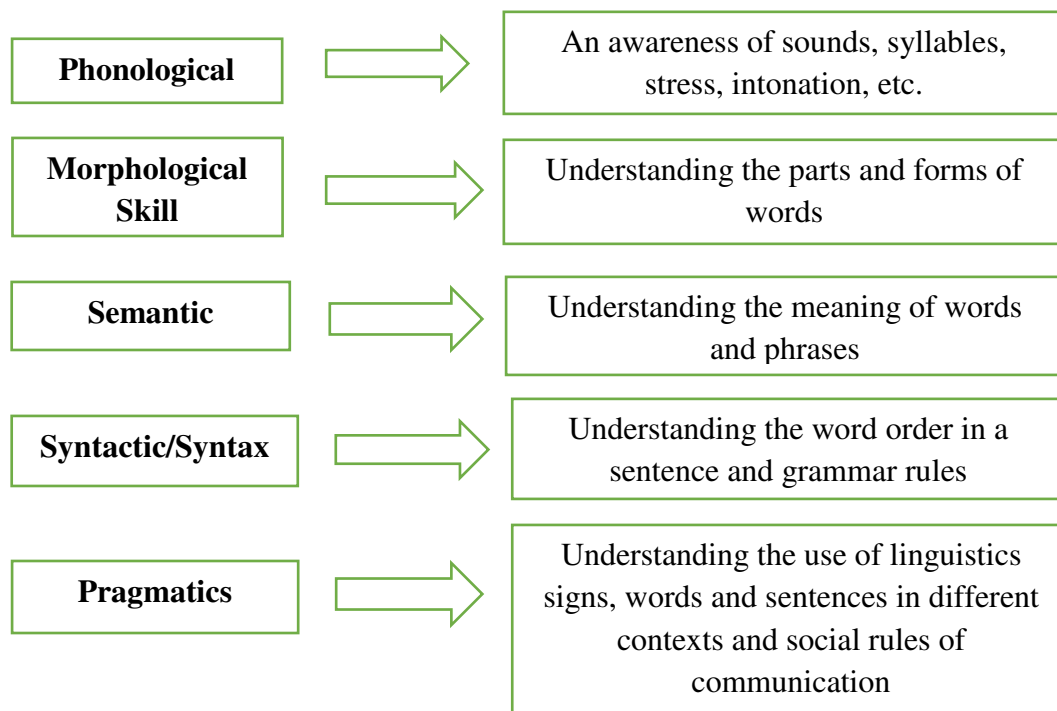 Phonological
An awareness of sounds, syllables,
stress, intonation, etc.
Morphological
Skill
Understanding the parts and forms of
words
Semantic
Understanding the meaning of words
and phrases
Syntactic/Syntax
Understanding the word order in a
sentence and grammar rules
Pragmatics
Understanding the use of linguistics
signs, words and sentences in different
contexts and social rules of
communication